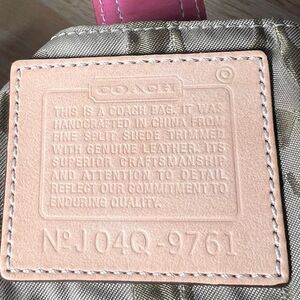 COACH
©
THIS IS A COACH BAG. IT WAS
HANDCRAFTED IN CHINA FROM
FINE SPLIT SUEDE TRIMMED
WITH GENUINE LEATHER. ITS
SUPERIOR CRAFTSMANSHIP
AND ATTENTION TO DETAIL
REFLECT OUR COMMITMENT TO
ENDURING QUALITY.
Nº J04Q-9761